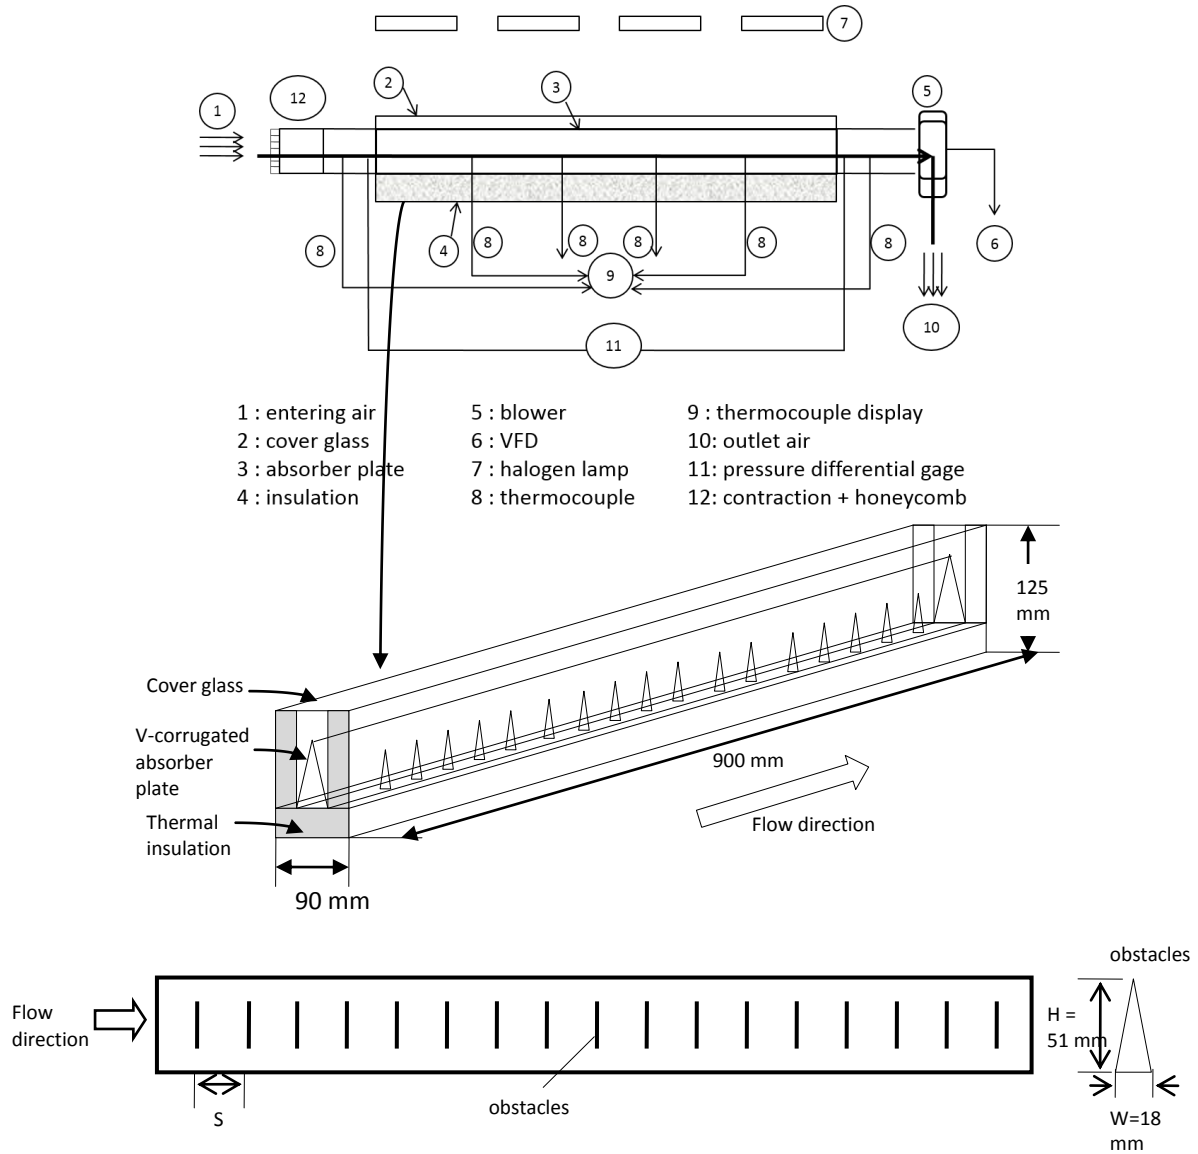 7
2
3
5
1
12
8
4
8
8
8
8
8
6
9
10
11
1 : entering air
2 : cover glass
3 : absorber plate
4 : insulation
5 : blower
6 : VFD
7 : halogen lamp
8 : thermocouple
9 : thermocouple display
10: outlet air
11: pressure differential gage
12: contraction + honeycomb
125
mm
Cover glass
V-corrugated
absorber
plate
Thermal
insulation
900 mm
Flow direction
90 mm
obstacles
Flow
direction
H =
51 mm
S
obstacles
W=18
mm